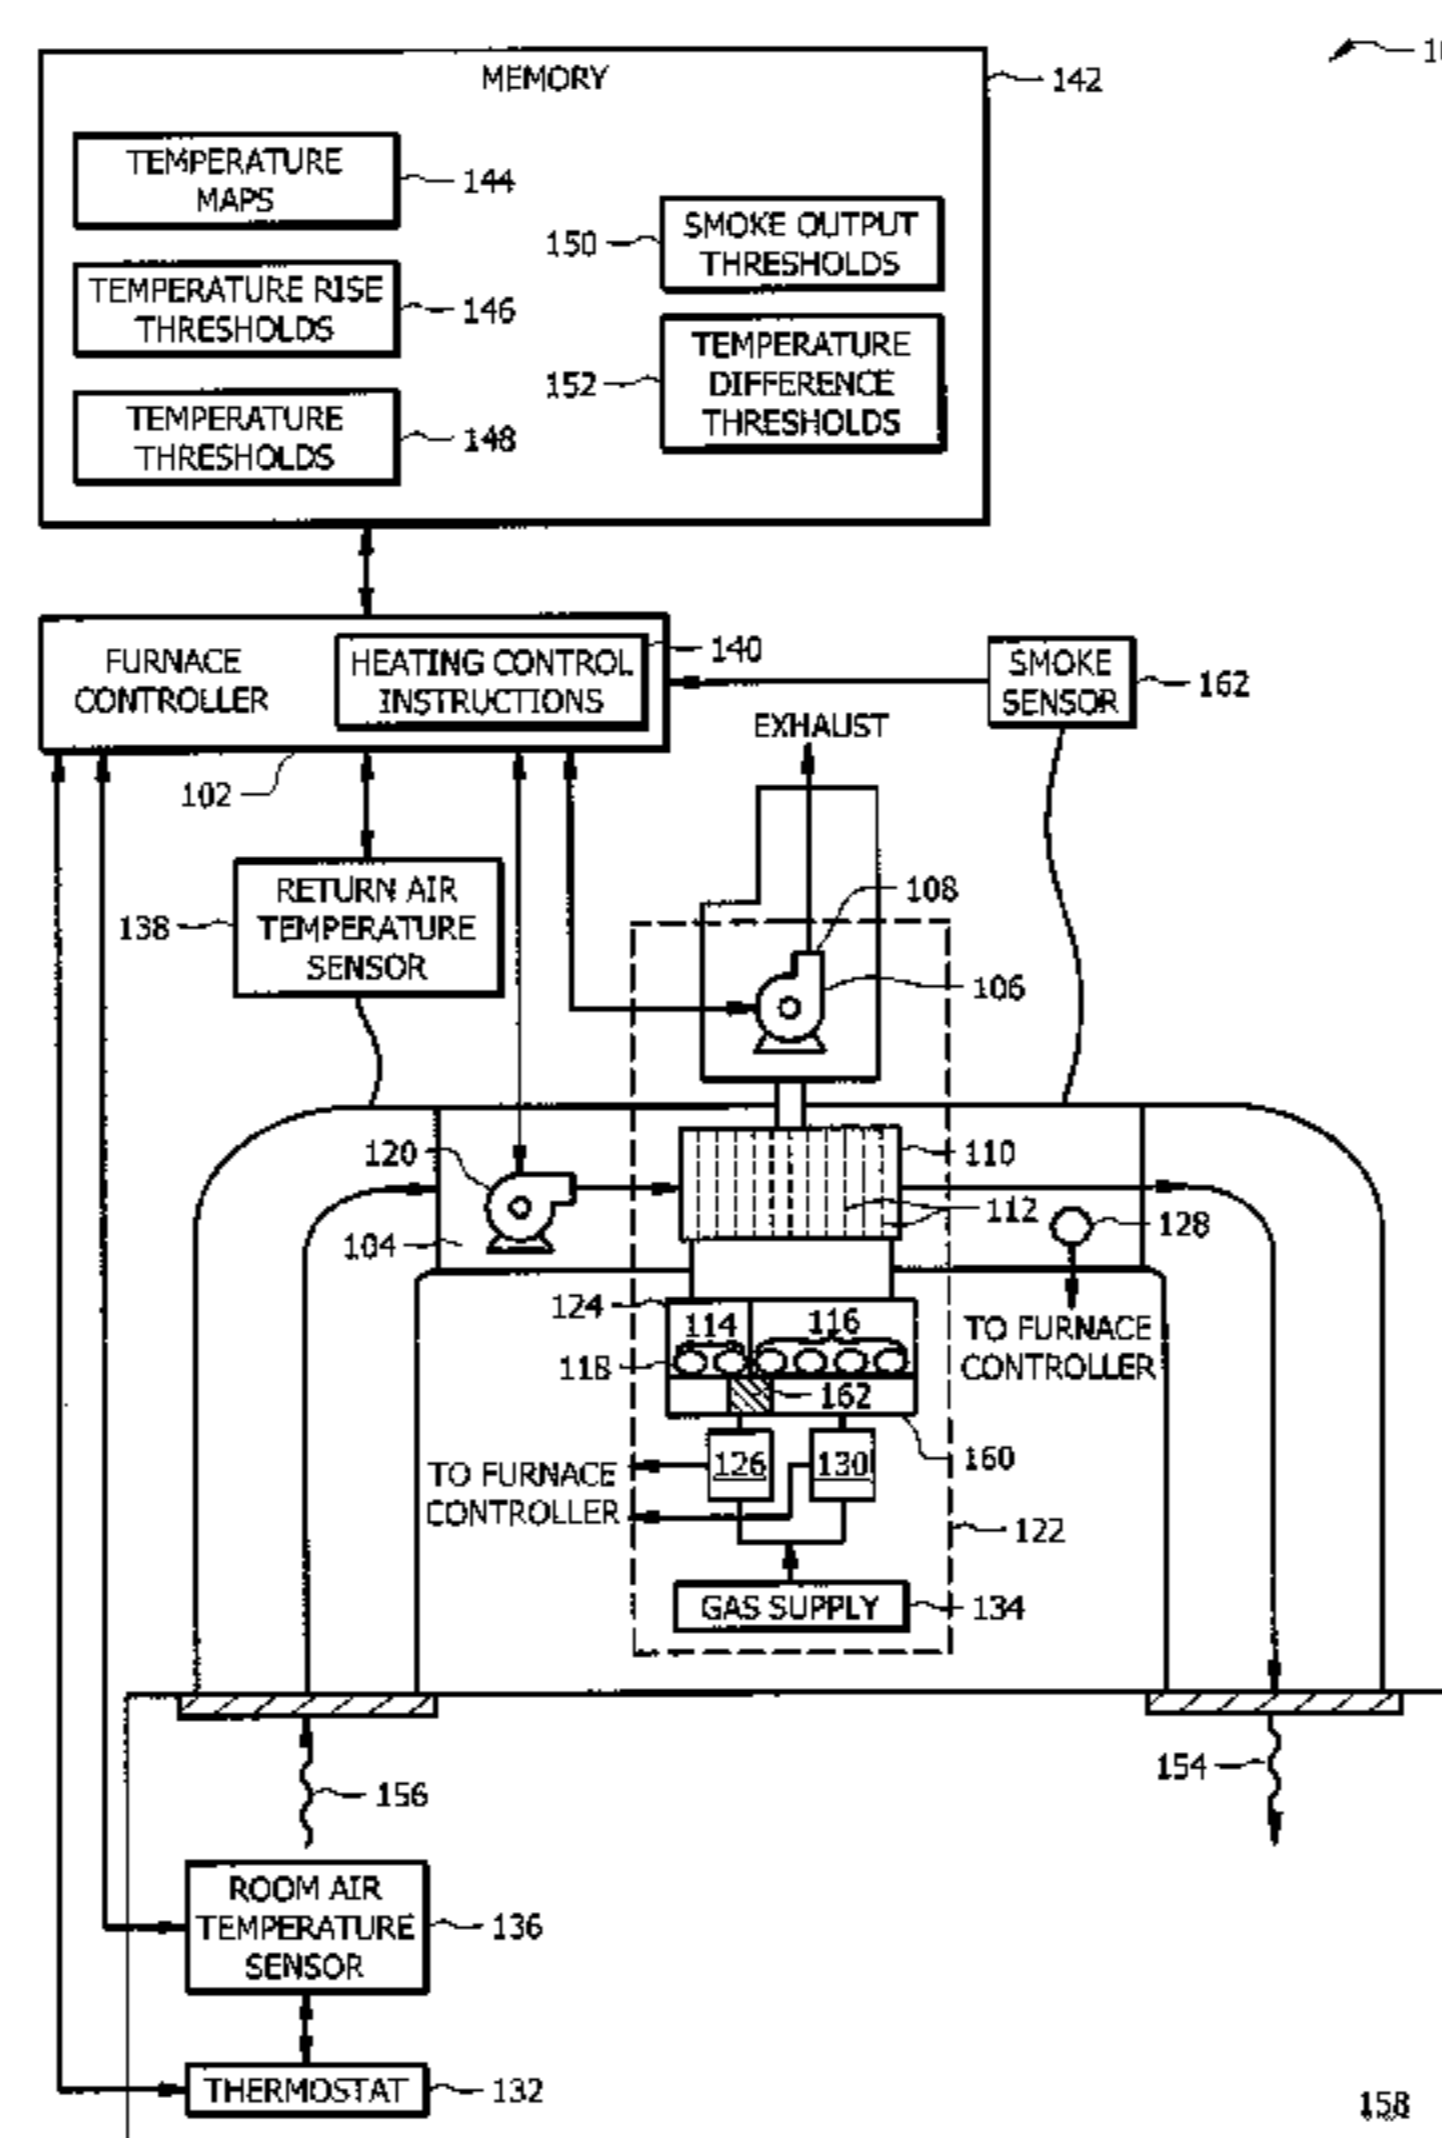 10
MEMORY
142
TEMPERATURE
MAPS
144
TEMPERATURE RISE
THRESHOLDS
146
TEMPERATURE
THRESHOLDS
148
150
SMOKE OUTPUT
THRESHOLDS
152
TEMPERATURE
DIFFERENCE
THRESHOLDS
FURNACE
CONTROLLER
HEATING CONTROL
INSTRUCTIONS
140
SMOKE
SENSOR
162
102
EXHAUST
138
RETURN AIR
TEMPERATURE
SENSOR
108
106
120
110
104
112
128
124
114
116
TO FURNACE
CONTROLLER
118
162
160
TO FURNACE
CONTROLLER
126
130
122
GAS SUPPLY
134
156
154
ROOM AIR
TEMPERATURE
SENSOR
136
THERMOSTAT
132
158